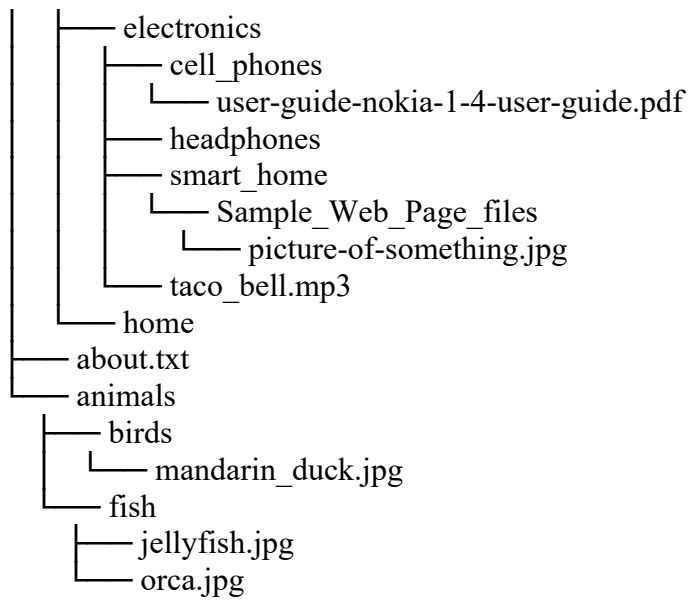 electronics
cell_phones
user-guide-nokia-1-4-user-guide.pdf
headphones
smart_home
Sample_Web_Page_files
picture-of-something.jpg
taco_bell.mp3
home
about.txt
animals
birds
mandarin_duck.jpg
fish
jellyfish.jpg
orca.jpg